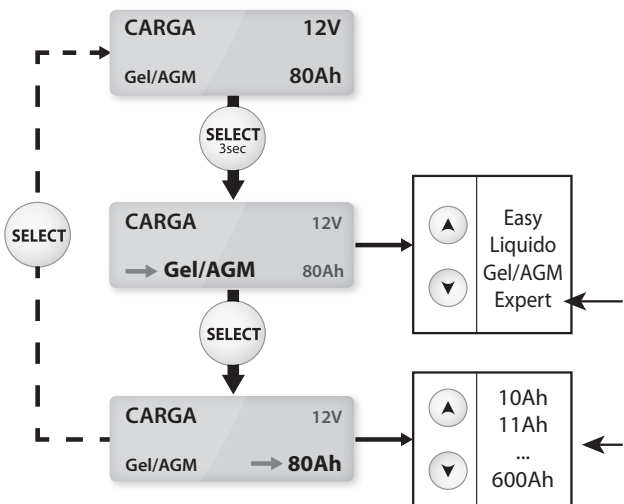 CARGA 12V
Gel/AGM 80Ah
SELECT
3sec
CARGA 12V
Gel/AGM 80Ah
Easy
Liquido
Gel/AGM
Expert
SELECT
SELECT
CARGA 12V
Gel/AGM 80Ah
10Ah
11Ah
...
600Ah